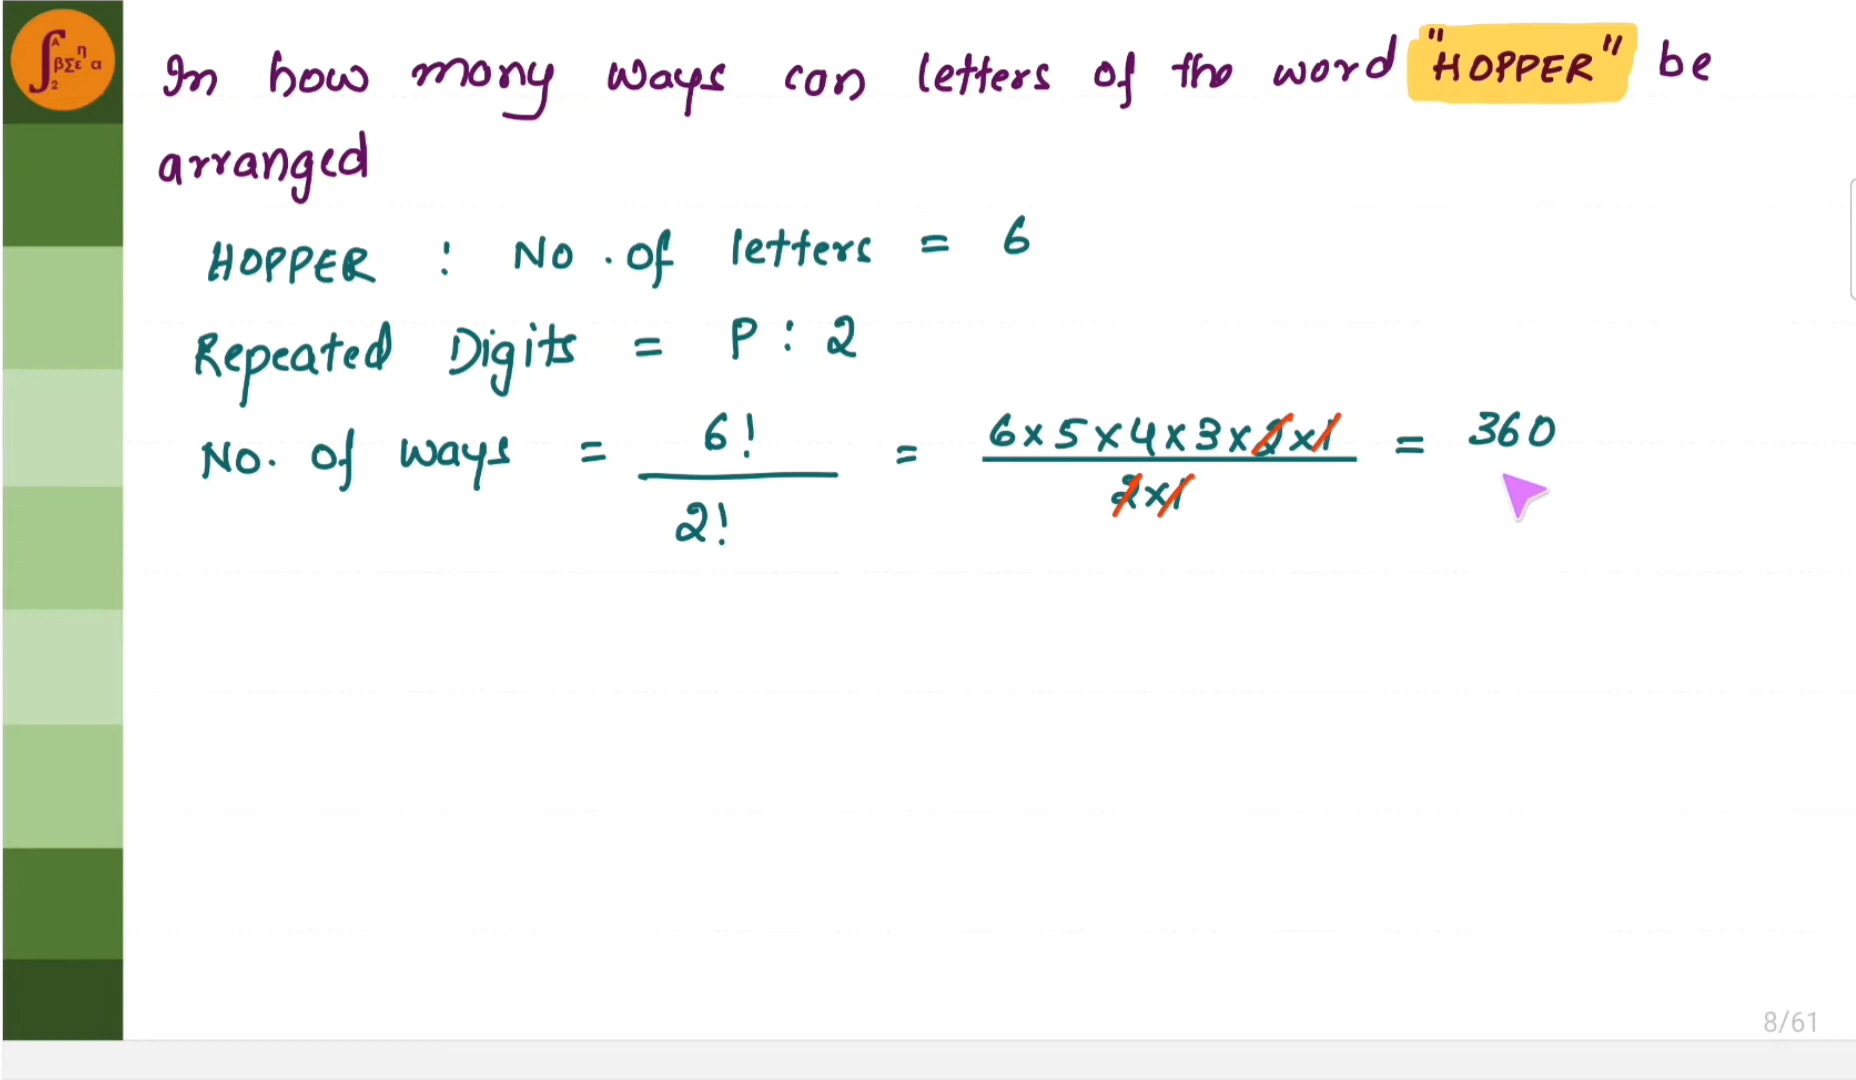 In how many ways can letters of the word "HOPPER" be
arranged
HOPPER : No. of letters = 6
Repeated Digits = P : 2
No. of ways = 6! / 2! = 6×5×4×3×2×1 / 2×1 = 360
8/61